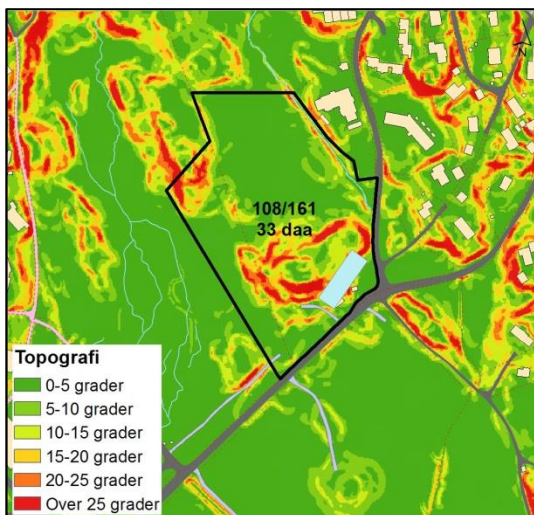 N
108/161
33 daa
Topografi
0-5 grader
5-10 grader
10-15 grader
15-20 grader
20-25 grader
Over 25 grader